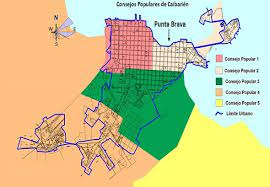 Consejos Populares de Caibarién
Punta Brava
Consejo Popular 1
Consejo Popular 2
Consejo Popular 3
Consejo Popular 4
Consejo Popular 5
Límite Urbano